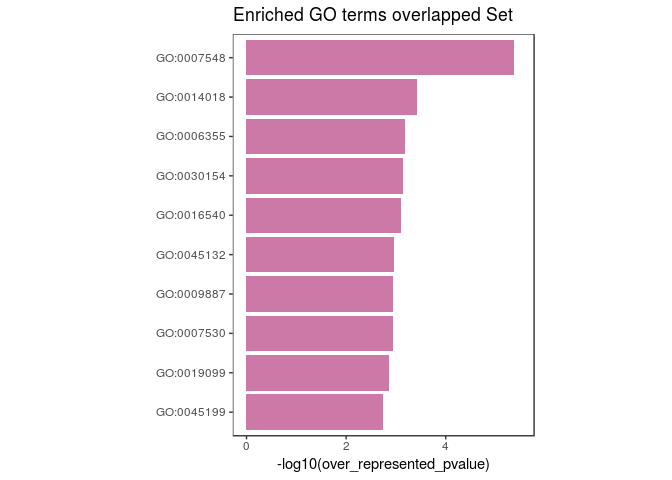 Enriched GO terms overlapped Set
GO:0007548
GO:0014018
GO:0006355
GO:0030154
GO:0016540
GO:0045132
GO:0009887
GO:0007530
GO:0019099
GO:0045199
0 2 4
-log10(over_represented_pvalue)